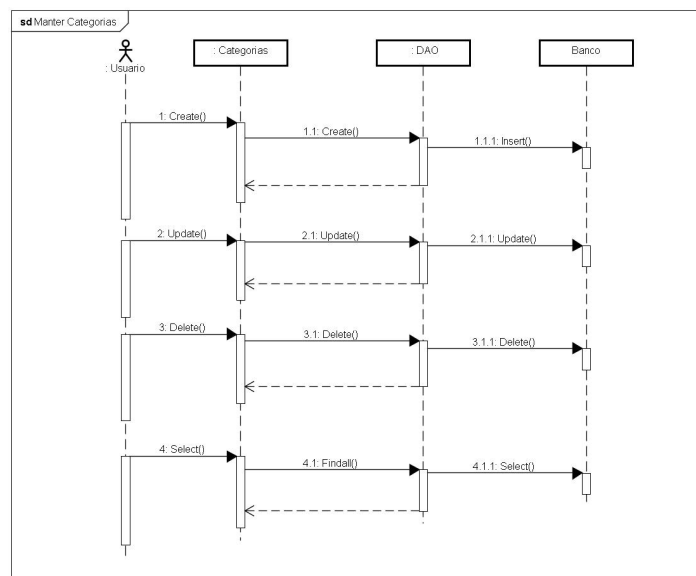 sd Manter Categorias
: Usuario
: Categorias
: DAO
Banco
1: Create()
1.1: Create()
1.1.1: Insert()
2: Update()
2.1: Update()
2.1.1: Update()
3: Delete()
3.1: Delete()
3.1.1: Delete()
4: Select()
4.1: Findall()
4.1.1: Select()